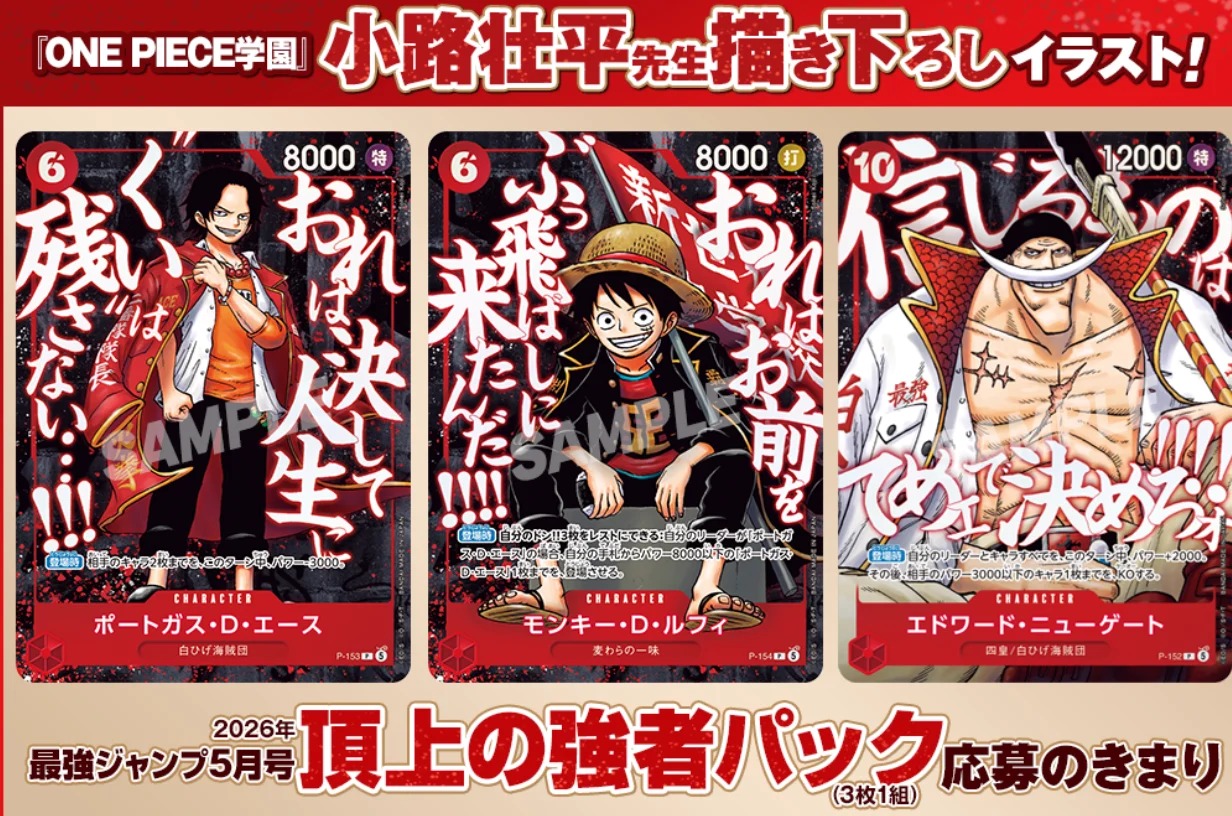 『ONE PIECE学園』小路壮平先生描き下ろしイラスト!
6
8000
特
おれは決して
人生に
“くい”は
残さない……!!!
SAMPLE
登場時 相手のキャラ2枚までを、このターン中、パワー-3000。
CHARACTER
ポートガス・D・エース
白ひげ海賊団
P-153 P
6
8000
打
おれは
お前を
ぶっ飛ばしに
来たんだ!!!!
新
SAMPLE
登場時 自分のドン!!3枚をレストにできる:自分のリーダーが「ポートガ
ス・D・エース」の場合、自分の手札からパワー8000以下の「ポートガス・
D・エース」1枚までを、登場させる。
CHARACTER
モンキー・D・ルフィ
麦わらの一味
P-154 P
10
12000
特
信じるものは
てめェで決めろ
!!!!
最強
SAMPLE
登場時 自分のリーダーとキャラすべてを、このターン中、パワー+2000。
その後、相手のパワー3000以下のキャラ1枚までを、KOする。
CHARACTER
エドワード・ニューゲート
四皇/白ひげ海賊団
P-152 P
2026年
最強ジャンプ5月号頂上の強者パック応募のきまり
(3枚1組)